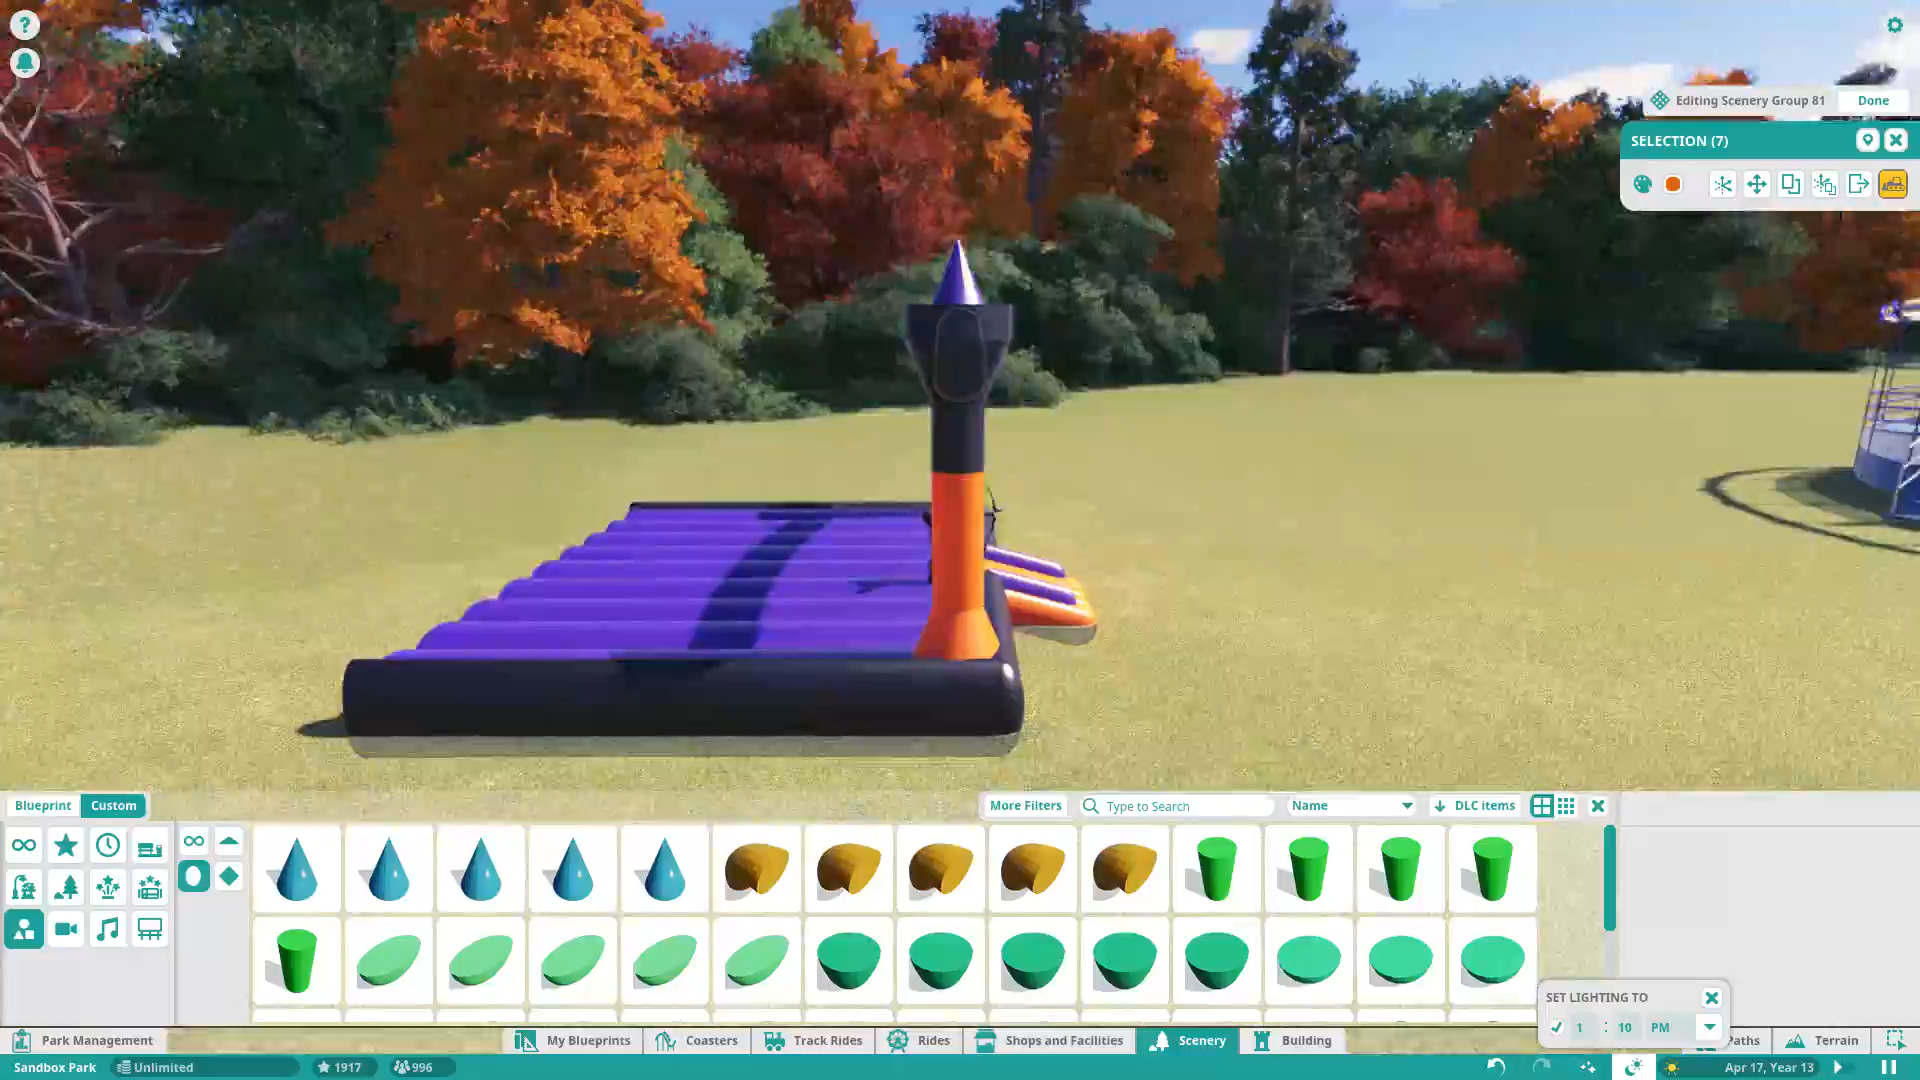 ?
Editing Scenery Group 81
Done
SELECTION (7)
Blueprint
Custom
More Filters
Type to Search
Name
DLC items
SET LIGHTING TO
1 : 10 PM
Park Management
My Blueprints
Coasters
Track Rides
Rides
Shops and Facilities
Scenery
Building
Paths
Terrain
Sandbox Park
Unlimited
1917
996
Apr 17, Year 13